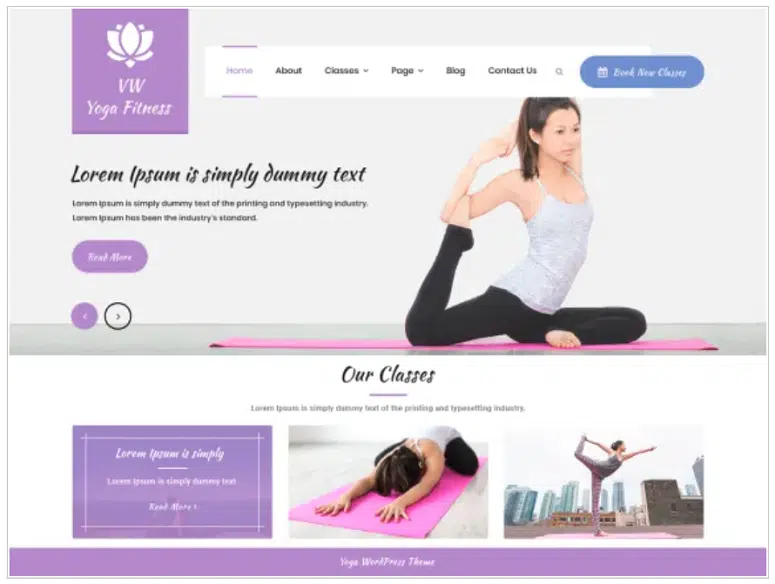 VW
Yoga Fitness
Home About Classes Page Blog Contact Us Book New Classes
Lorem Ipsum is simply dummy text
Lorem Ipsum is simply dummy text of the printing and typesetting industry.
Lorem Ipsum has been the industry's standard.
Read More
Our Classes
Lorem Ipsum is simply dummy text of the printing and typesetting industry.
Lorem Ipsum is simply
Lorem Ipsum is simply dummy text
Read More
Yoga WordPress Theme